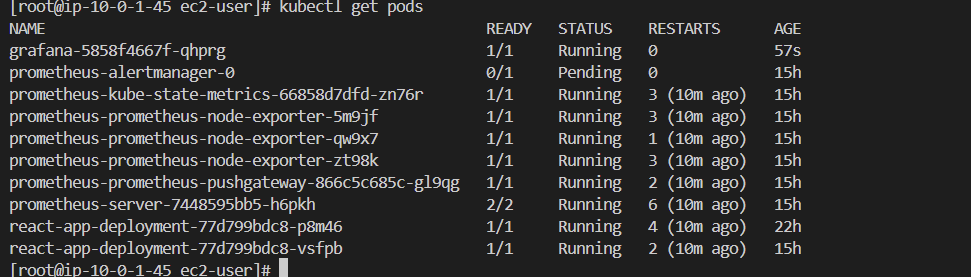 [root@ip-10-0-1-45 ec2-user]# kubectl get pods
NAME READY STATUS RESTARTS AGE
grafana-5858f4667f-qhprg 1/1 Running 0 57s
prometheus-alertmanager-0 0/1 Pending 0 15h
prometheus-kube-state-metrics-66858d7dfd-zn76r 1/1 Running 3 (10m ago) 15h
prometheus-prometheus-node-exporter-5m9jf 1/1 Running 3 (10m ago) 15h
prometheus-prometheus-node-exporter-qw9x7 1/1 Running 1 (10m ago) 15h
prometheus-prometheus-node-exporter-zt98k 1/1 Running 3 (10m ago) 15h
prometheus-prometheus-pushgateway-866c5c685c-gl9qg 1/1 Running 2 (10m ago) 15h
prometheus-server-7448595bb5-h6pkh 2/2 Running 6 (10m ago) 15h
react-app-deployment-77d799bdc8-p8m46 1/1 Running 4 (10m ago) 22h
react-app-deployment-77d799bdc8-vsfpb 1/1 Running 2 (10m ago) 15h
[root@ip-10-0-1-45 ec2-user]#